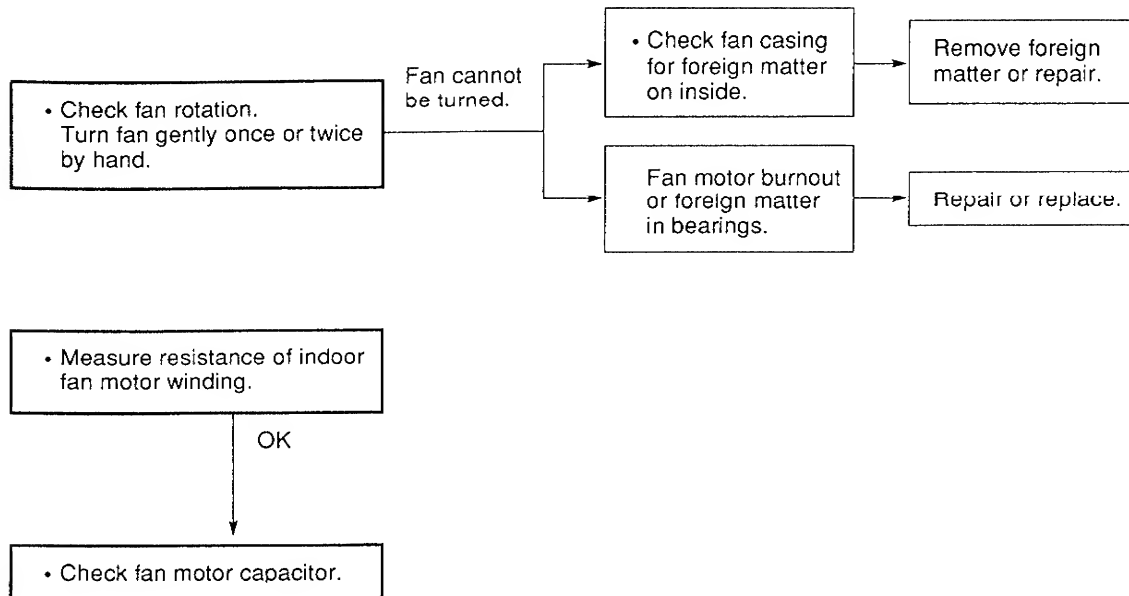 • Check fan rotation.
Turn fan gently once or twice
by hand.
Fan cannot
be turned.
• Check fan casing
for foreign matter
on inside.
Remove foreign
matter or repair.
Fan motor burnout
or foreign matter
in bearings.
Repair or replace.
• Measure resistance of indoor
fan motor winding.
OK
• Check fan motor capacitor.